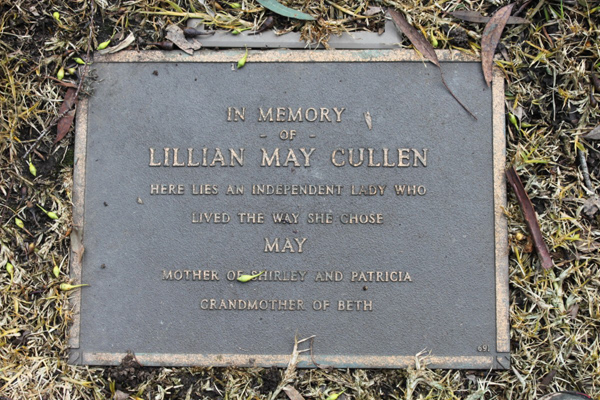 IN MEMORY
- OF -
LILLIAN MAY CULLEN
HERE LIES AN INDEPENDENT LADY WHO
LIVED THE WAY SHE CHOSE
MAY
MOTHER OF SHIRLEY AND PATRICIA
GRANDMOTHER OF BETH
691